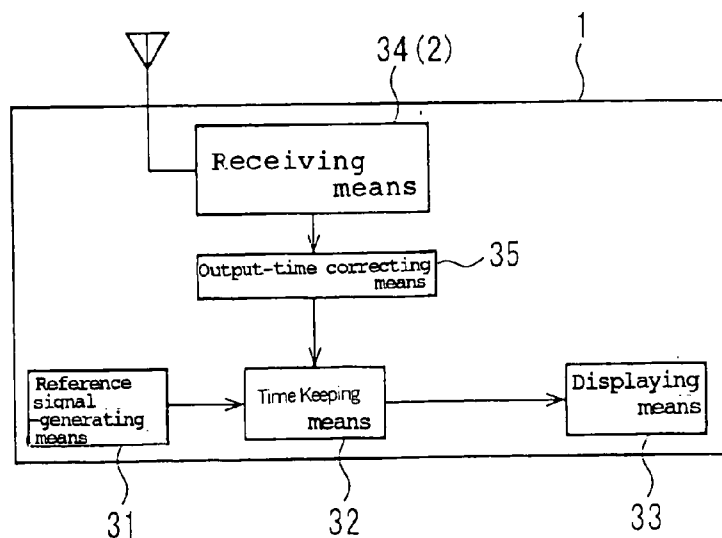 1
34(2)
Receiving
means
Output-time correcting
means
35
Reference
signal
-generating
means
Time Keeping
means
Displaying
means
31
32
33